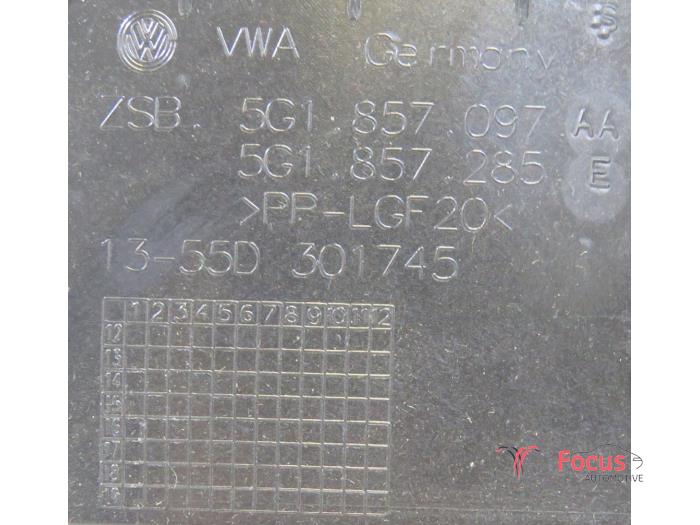 VWA Germany
ZSB. 5G1.857.097 AA
5G1.857.285 E
>PP-LGF20<
13-55D 301745
1 2 3 4 5 6 7 8 9 10 11 12
12
13
14
15
16
17
18
Focus
AUTOMOTIVE